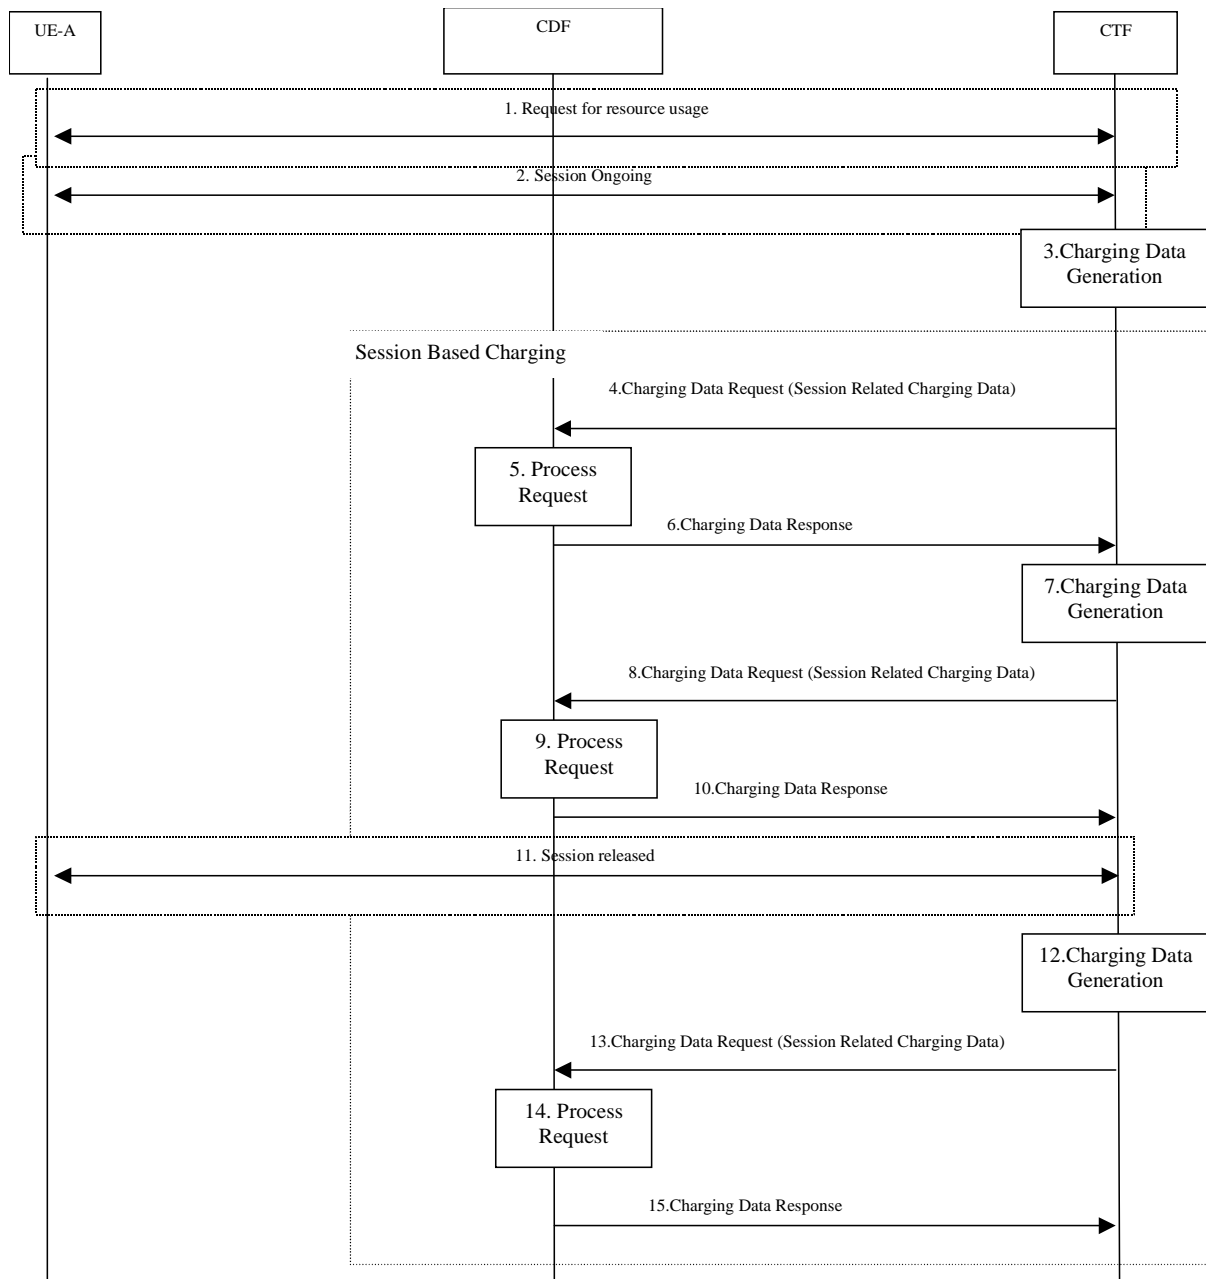 UE-A
CDF
CTF
1. Request for resource usage
2. Session Ongoing
3.Charging Data
Generation
Session Based Charging
4.Charging Data Request (Session Related Charging Data)
5. Process
Request
6.Charging Data Response
7.Charging Data
Generation
8.Charging Data Request (Session Related Charging Data)
9. Process
Request
10.Charging Data Response
11. Session released
12.Charging Data
Generation
13.Charging Data Request (Session Related Charging Data)
14. Process
Request
15.Charging Data Response